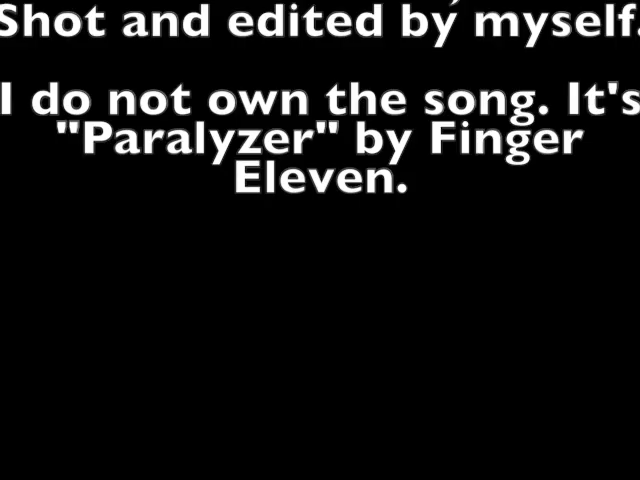 Shot and edited by myself.
I do not own the song. It's
"Paralyzer" by Finger
Eleven.